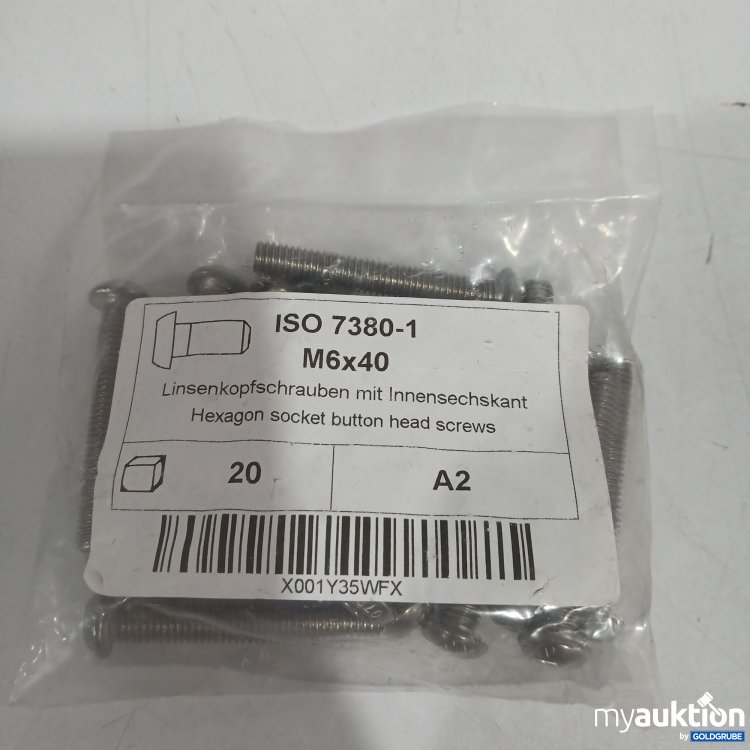 ISO 7380-1
M6x40
Linsenkopfschrauben mit Innensechskant
Hexagon socket button head screws
20
A2
X001Y35WFX
myauktion
by GOLDGRUBE